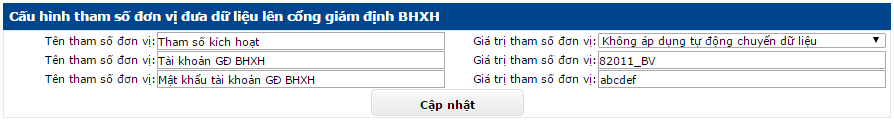 Cấu hình tham số đơn vị đưa dữ liệu lên cổng giám định BHXH
Tên tham số đơn vị: Tham số kích hoạt Giá trị tham số đơn vị: Không áp dụng tự động chuyển dữ liệu
Tên tham số đơn vị: Tài khoản GĐ BHXH Giá trị tham số đơn vị: 82011_BV
Tên tham số đơn vị: Mật khẩu tài khoản GĐ BHXH Giá trị tham số đơn vị: abcdef
Cập nhật